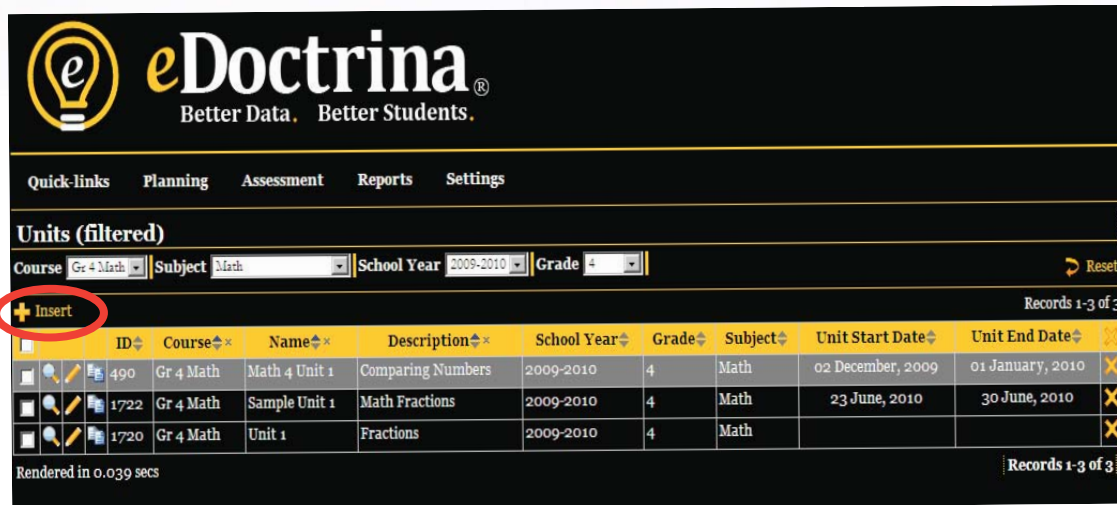 e
eDoctrina®
Better Data. Better Students.
Quick-links Planning Assessment Reports Settings
Units (filtered)
Course Gr 4 Math Subject Math School Year 2009-2010 Grade 4 Reset
Insert Records 1-3 of 3
ID Course Name Description School Year Grade Subject Unit Start Date Unit End Date
490 Gr 4 Math Math 4 Unit 1 Comparing Numbers 2009-2010 4 Math 02 December, 2009 01 January, 2010
1722 Gr 4 Math Sample Unit 1 Math Fractions 2009-2010 4 Math 23 June, 2010 30 June, 2010
1720 Gr 4 Math Unit 1 Fractions 2009-2010 4 Math
Rendered in 0.039 secs Records 1-3 of 3